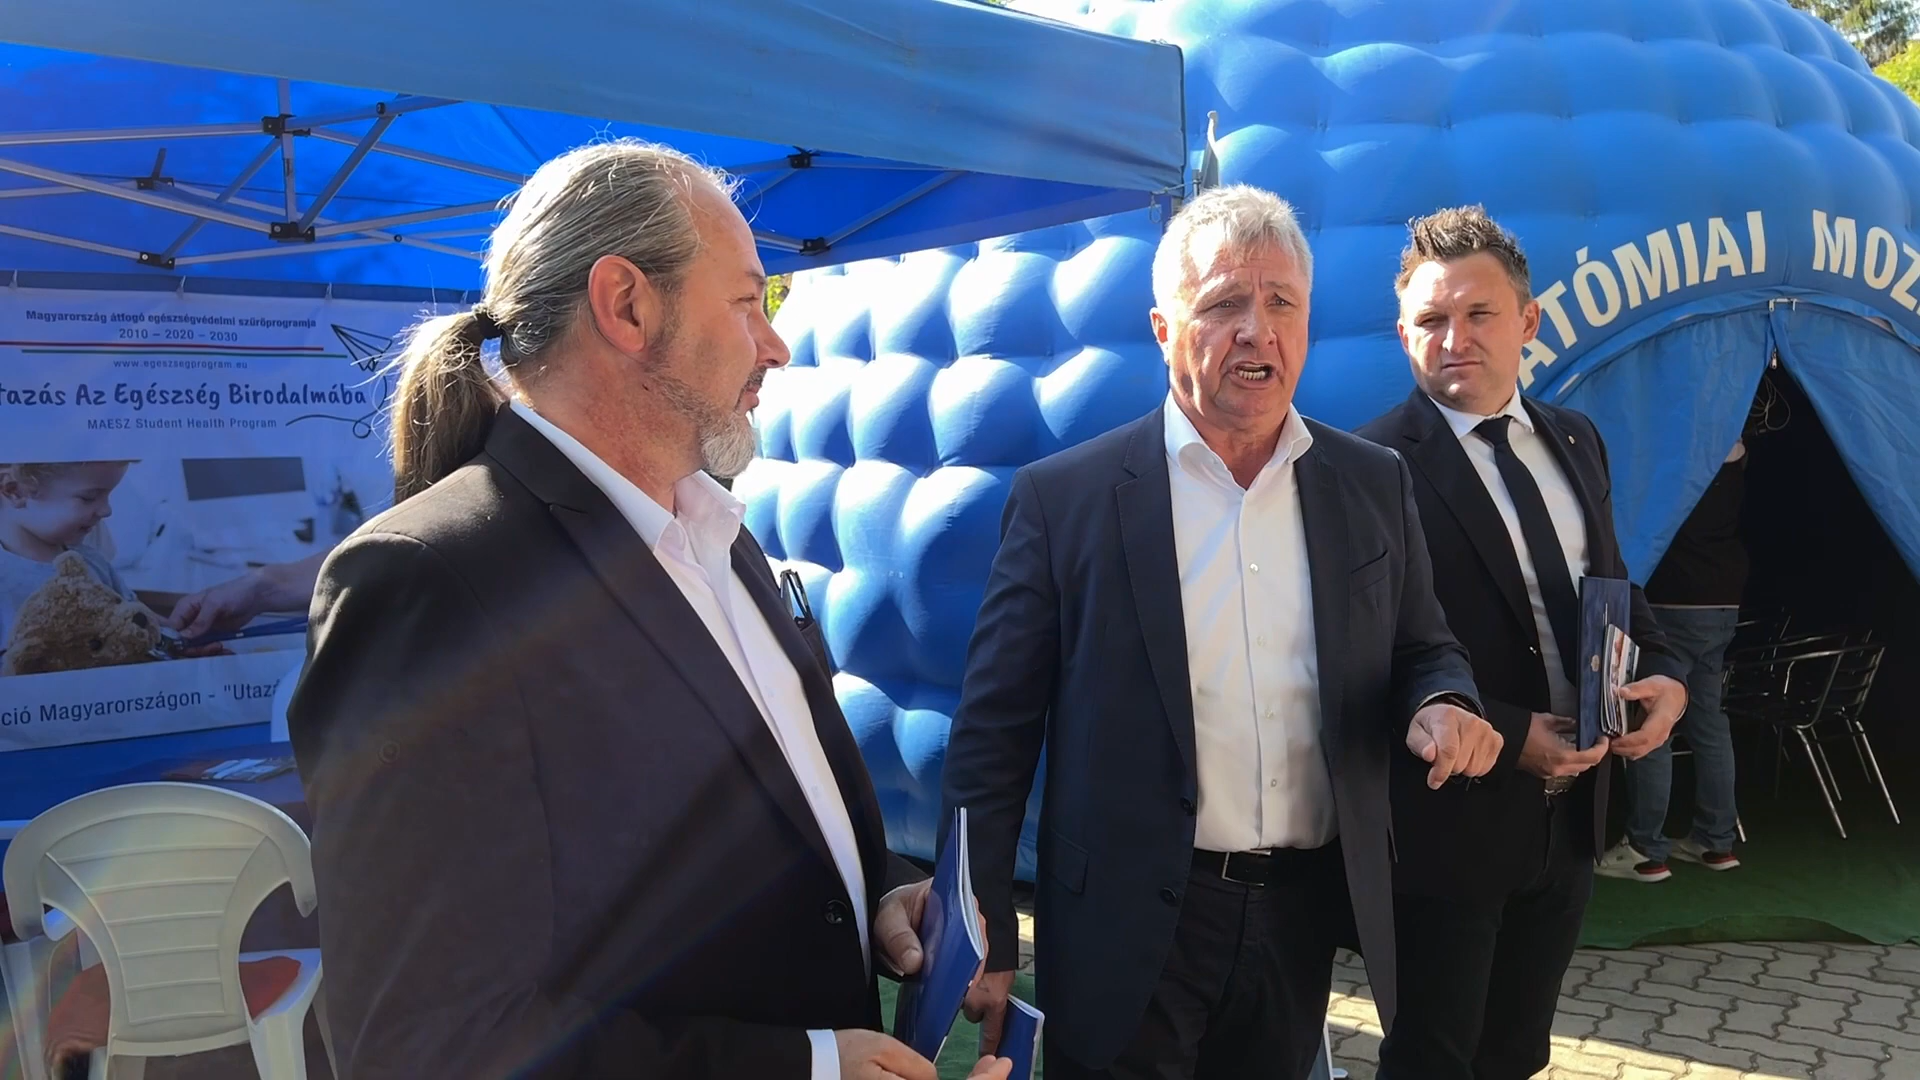 Magyarország átfogó egészségvédelmi szűrőprogramja
2010 – 2020 – 2030
www.egeszsegprogram.eu
tazás Az Egészség Birodalmába
MAESZ Student Health Program
ció Magyarországon - "Utaz
ATÓMIAI MOZ